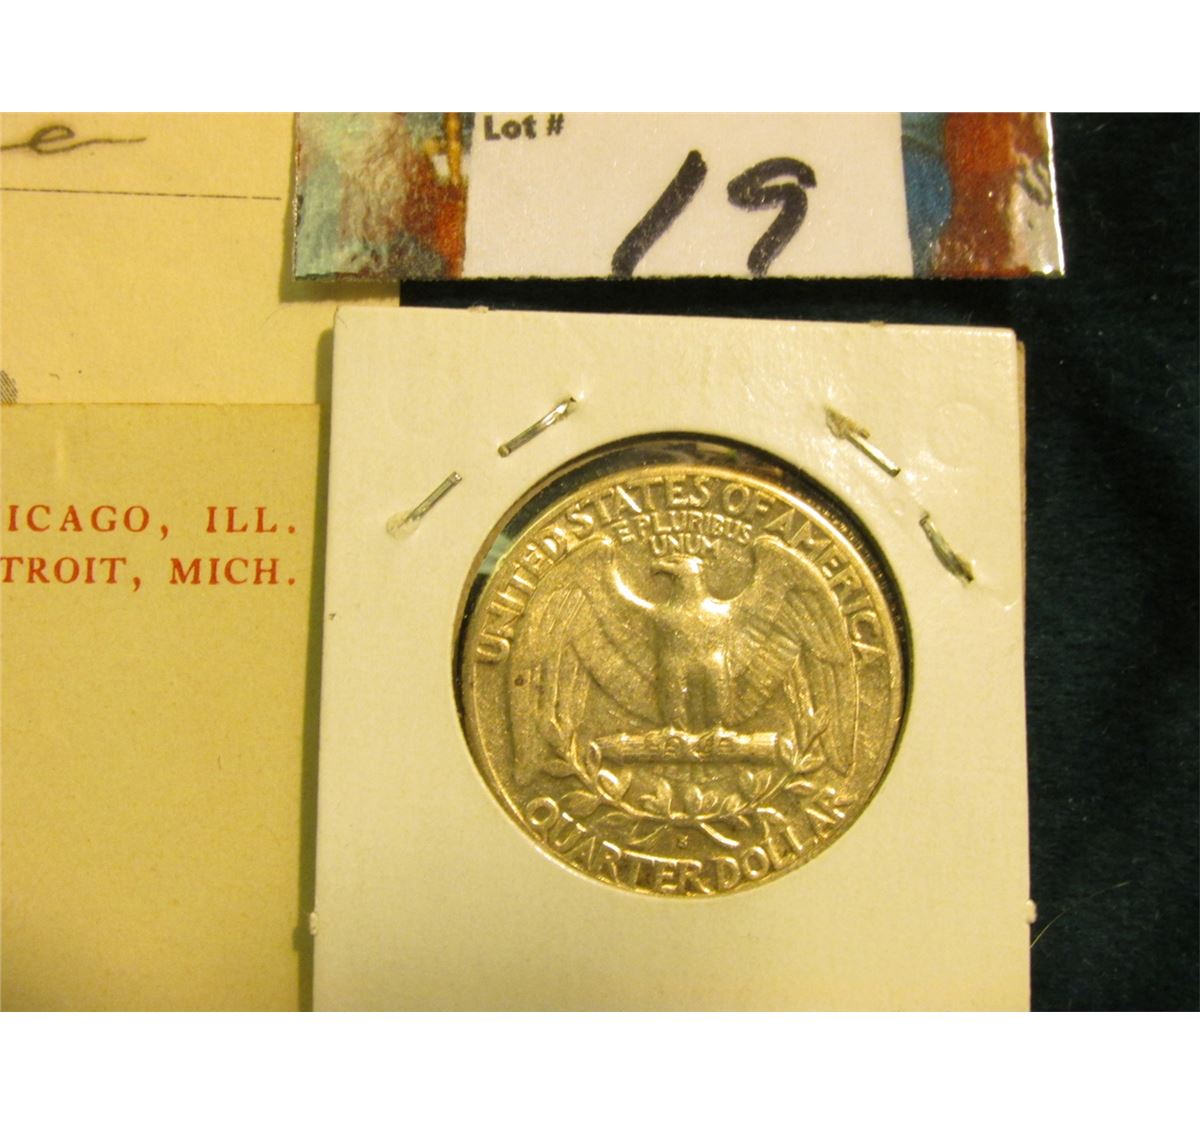 Lot #
19
ICAGO, ILL.
TROIT, MICH.
UNITED STATES OF AMERICA
E PLURIBUS
UNUM
S
QUARTER DOLLAR